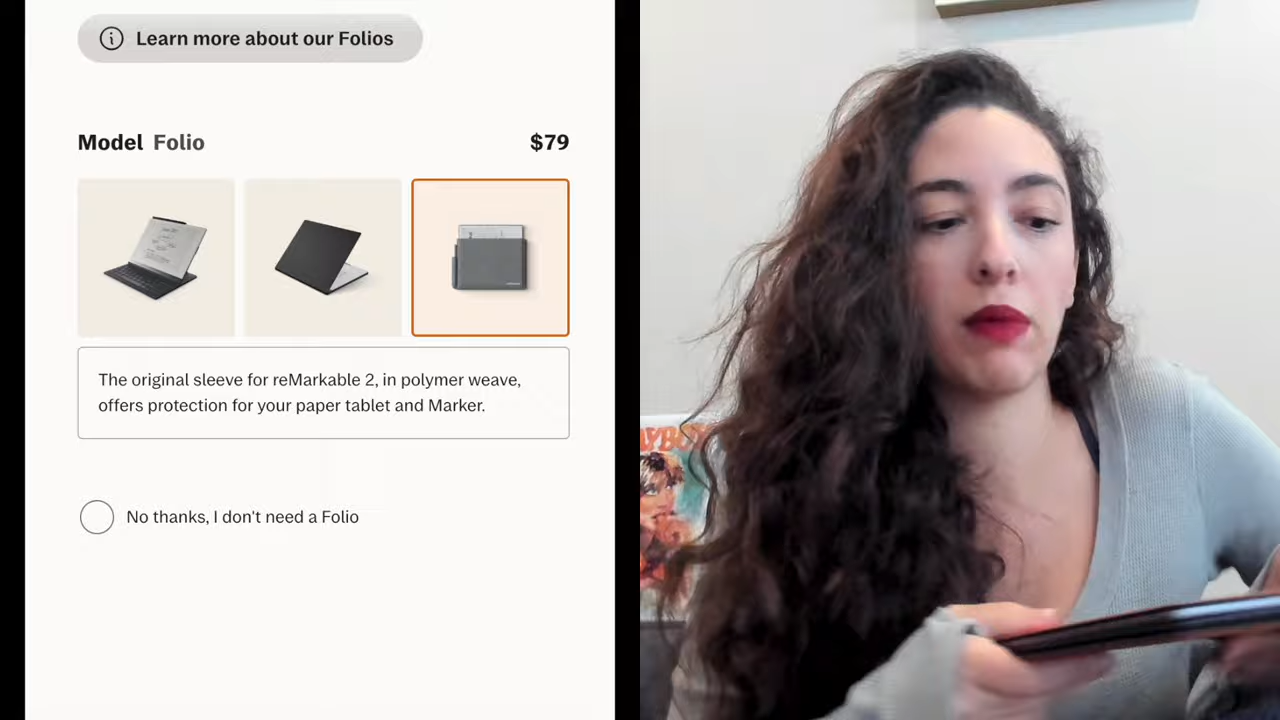 Learn more about our Folios
Model Folio $79
The original sleeve for reMarkable 2, in polymer weave,
offers protection for your paper tablet and Marker.
No thanks, I don't need a Folio